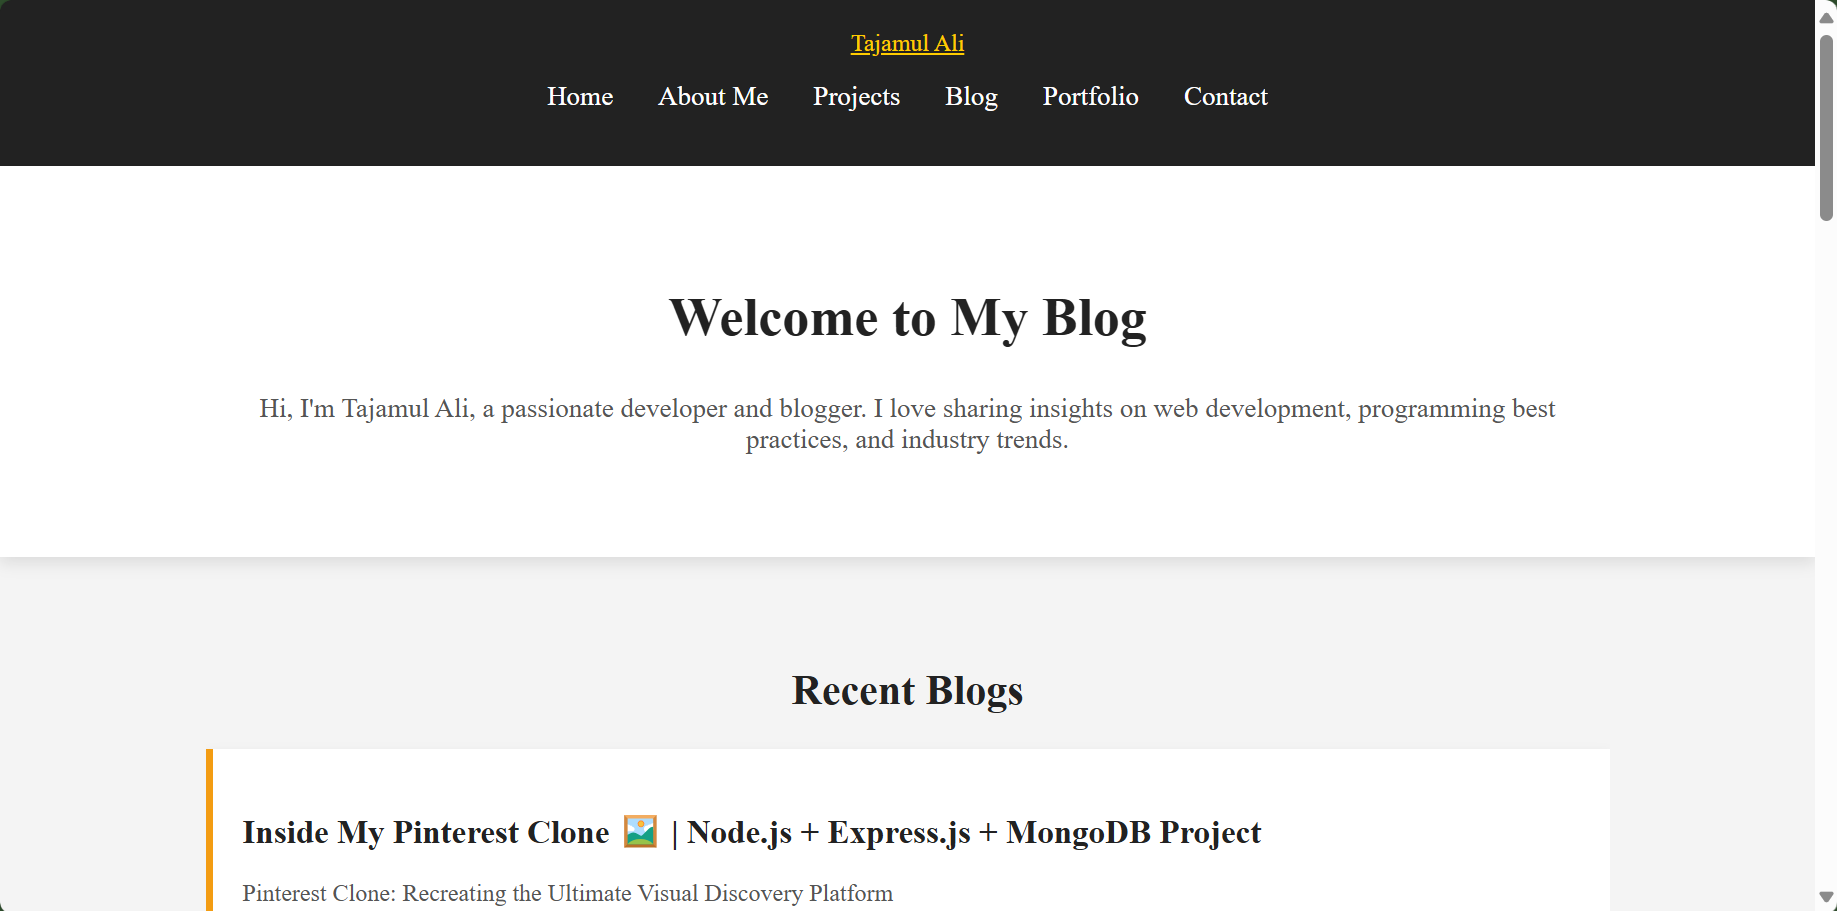 Tajamul Ali
Home About Me Projects Blog Portfolio Contact
Welcome to My Blog
Hi, I'm Tajamul Ali, a passionate developer and blogger. I love sharing insights on web development, programming best
practices, and industry trends.
Recent Blogs
Inside My Pinterest Clone 🖼️ | Node.js + Express.js + MongoDB Project
Pinterest Clone: Recreating the Ultimate Visual Discovery Platform